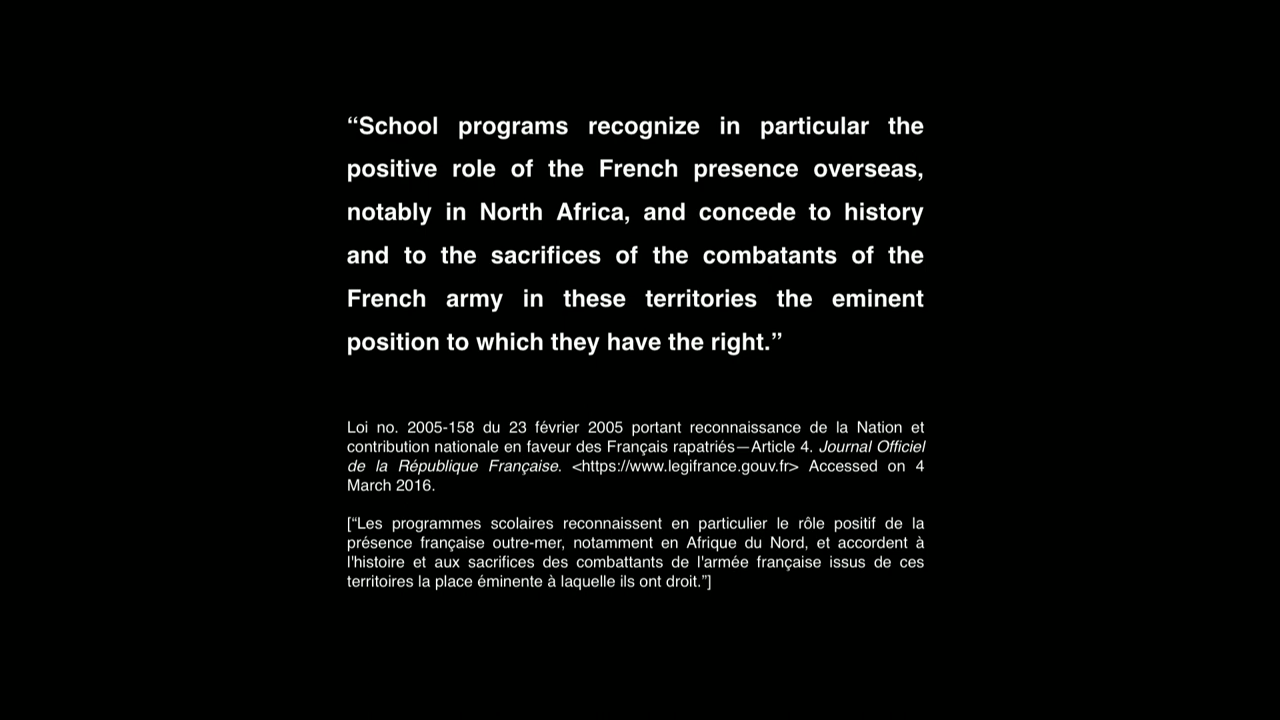 “School programs recognize in particular the
positive role of the French presence overseas,
notably in North Africa, and concede to history
and to the sacrifices of the combatants of the
French army in these territories the eminent
position to which they have the right.”
Loi no. 2005-158 du 23 février 2005 portant reconnaissance de la Nation et
contribution nationale en faveur des Français rapatriés—Article 4. Journal Officiel
de la République Française. <https://www.legifrance.gouv.fr> Accessed on 4
March 2016.
[“Les programmes scolaires reconnaissent en particulier le rôle positif de la
présence française outre-mer, notamment en Afrique du Nord, et accordent à
l'histoire et aux sacrifices des combattants de l'armée française issus de ces
territoires la place éminente à laquelle ils ont droit.”]